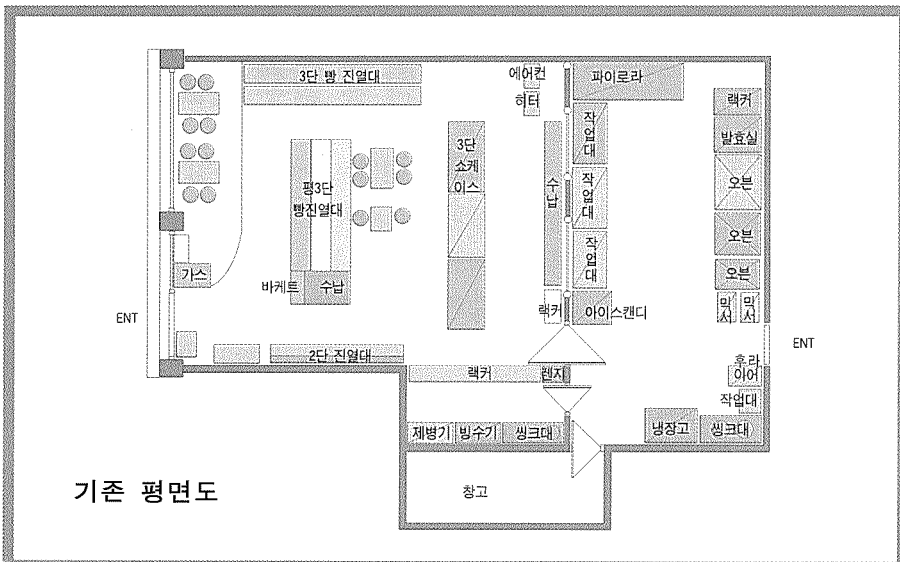 3단 빵 진열대
에어컨
히터
파이로라
랙커
발효실
오븐
오븐
오븐
믹서
믹서
작업대
작업대
작업대
수납
3단
쇼케이스
평3단
빵진열대
바케트
수납
가스
ENT
랙커
아이스캔디
ENT
2단 진열대
랙커
렌지
후라이어
작업대
제병기
빙수기
씽크대
냉장고
씽크대
창고
기존 평면도